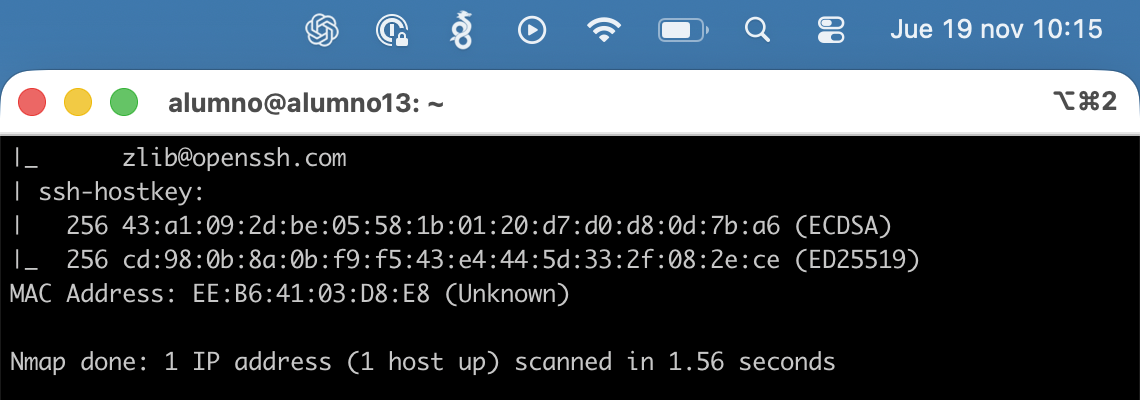 Jue 19 nov 10:15
alumno@alumno13: ~ ⌥⌘2
|_      zlib@openssh.com
| ssh-hostkey:
|   256 43:a1:09:2d:be:05:58:1b:01:20:d7:d0:d8:0d:7b:a6 (ECDSA)
|_  256 cd:98:0b:8a:0b:f9:f5:43:e4:44:5d:33:2f:08:2e:ce (ED25519)
MAC Address: EE:B6:41:03:D8:E8 (Unknown)
Nmap done: 1 IP address (1 host up) scanned in 1.56 seconds